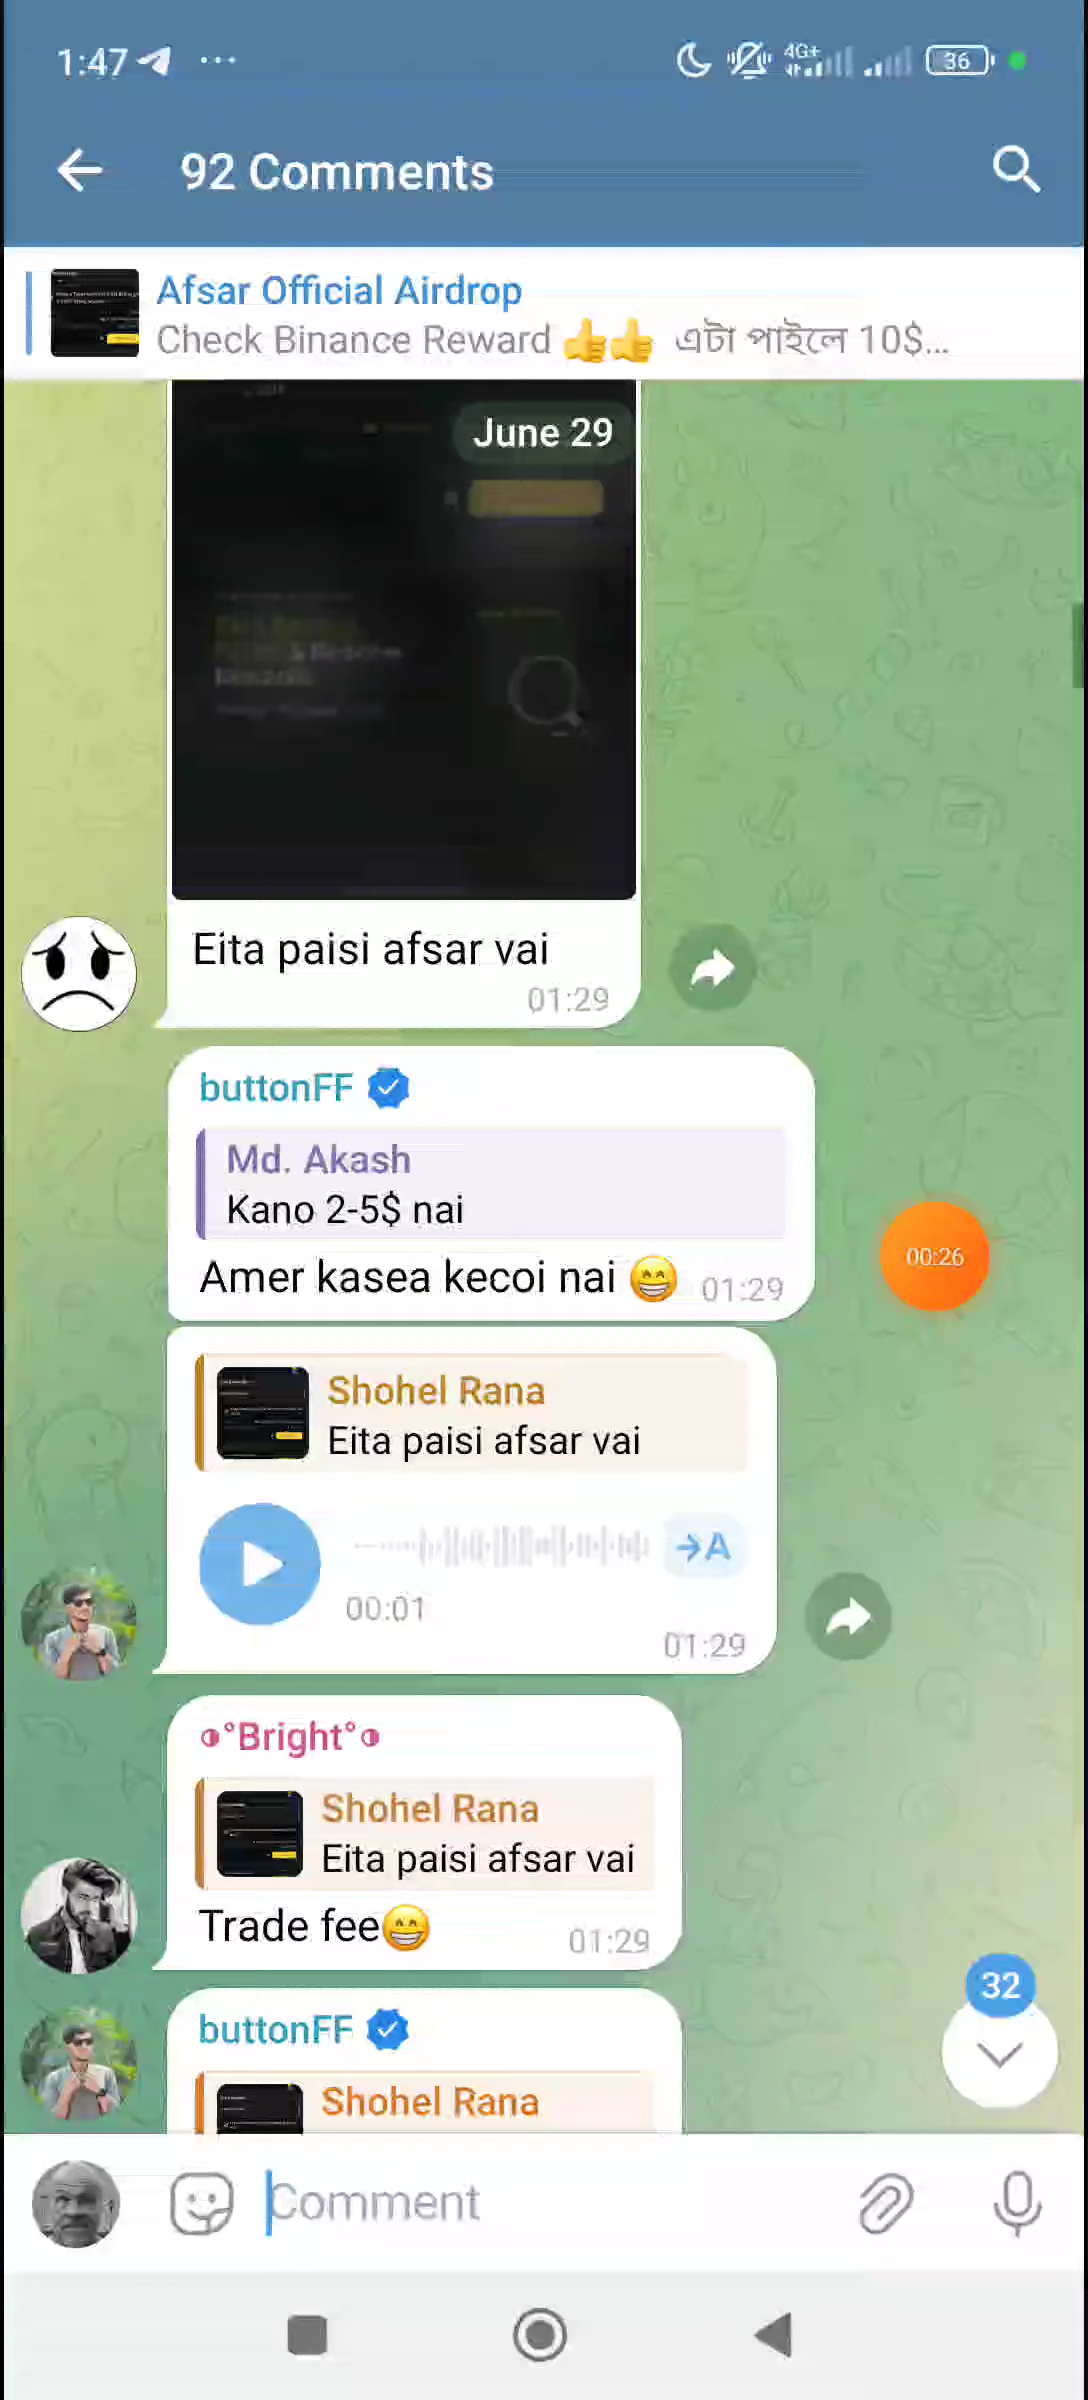 1:47
4G+
36
92 Comments
Afsar Official Airdrop
Check Binance Reward 👍👍 এটা পাইলে 10$...
June 29
Eita paisi afsar vai
01:29
buttonFF
Md. Akash
Kano 2-5$ nai
Amer kasea kecoi nai 😁 01:29
00:26
Shohel Rana
Eita paisi afsar vai
→A
00:01
01:29
◑°Bright°◑
Shohel Rana
Eita paisi afsar vai
Trade fee😁 01:29
32
buttonFF
Shohel Rana
Comment